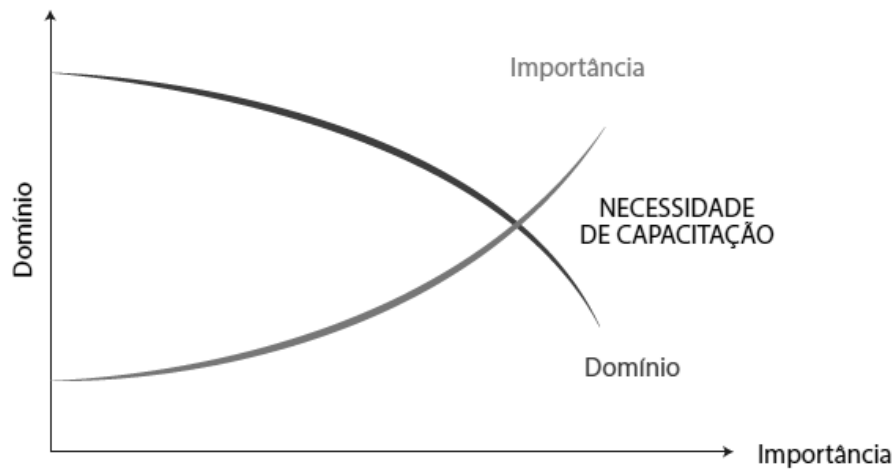 Importância
Domínio
NECESSIDADE
DE CAPACITAÇÃO
Domínio
Importância